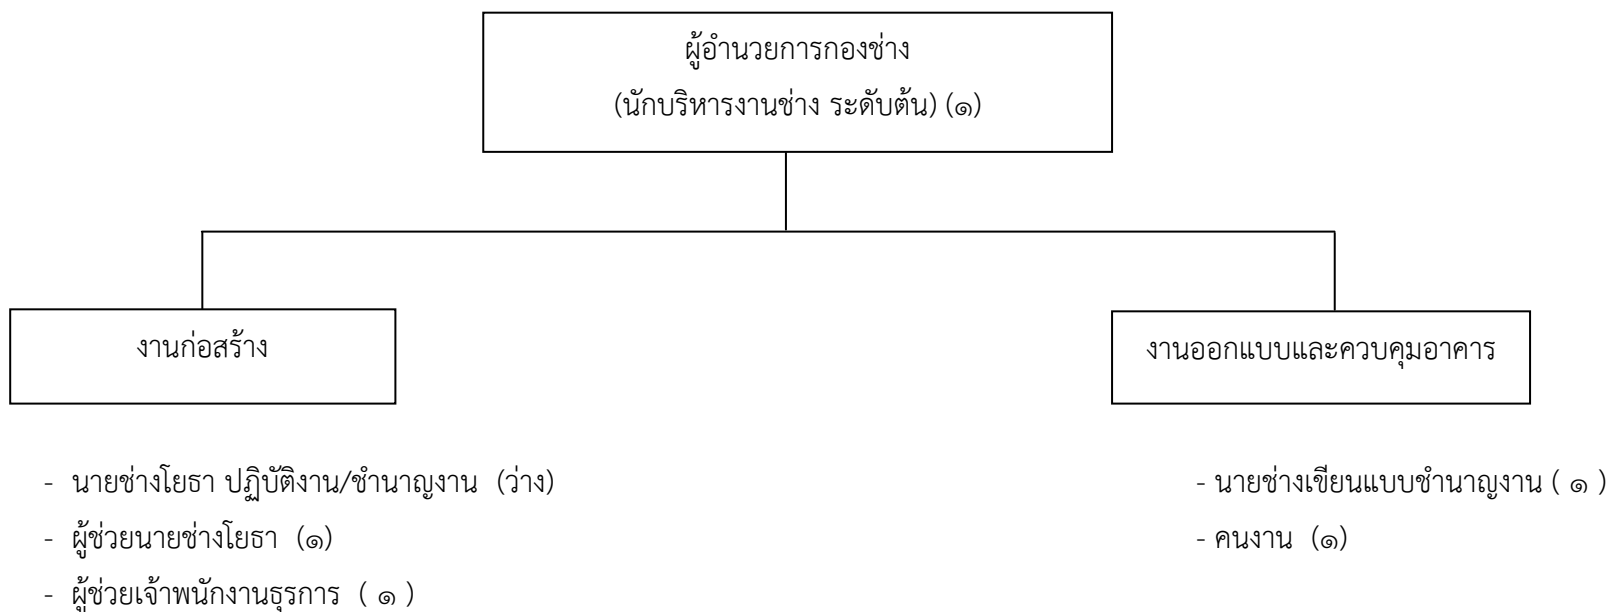 ผู้อำนวยการกองช่าง
(นักบริหารงานช่าง ระดับต้น) (๑)
งานก่อสร้าง
- นายช่างโยธา ปฏิบัติงาน/ชำนาญงาน (ว่าง)
- ผู้ช่วยนายช่างโยธา (๑)
- ผู้ช่วยเจ้าพนักงานธุรการ ( ๑ )
งานออกแบบและควบคุมอาคาร
- นายช่างเขียนแบบชำนาญงาน ( ๑ )
- คนงาน (๑)